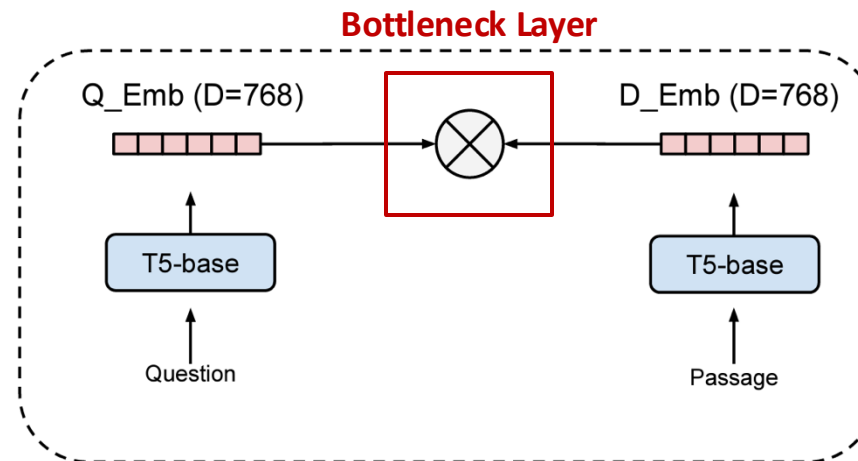 Bottleneck Layer
Q_Emb (D=768)
D_Emb (D=768)
T5-base
T5-base
Question
Passage